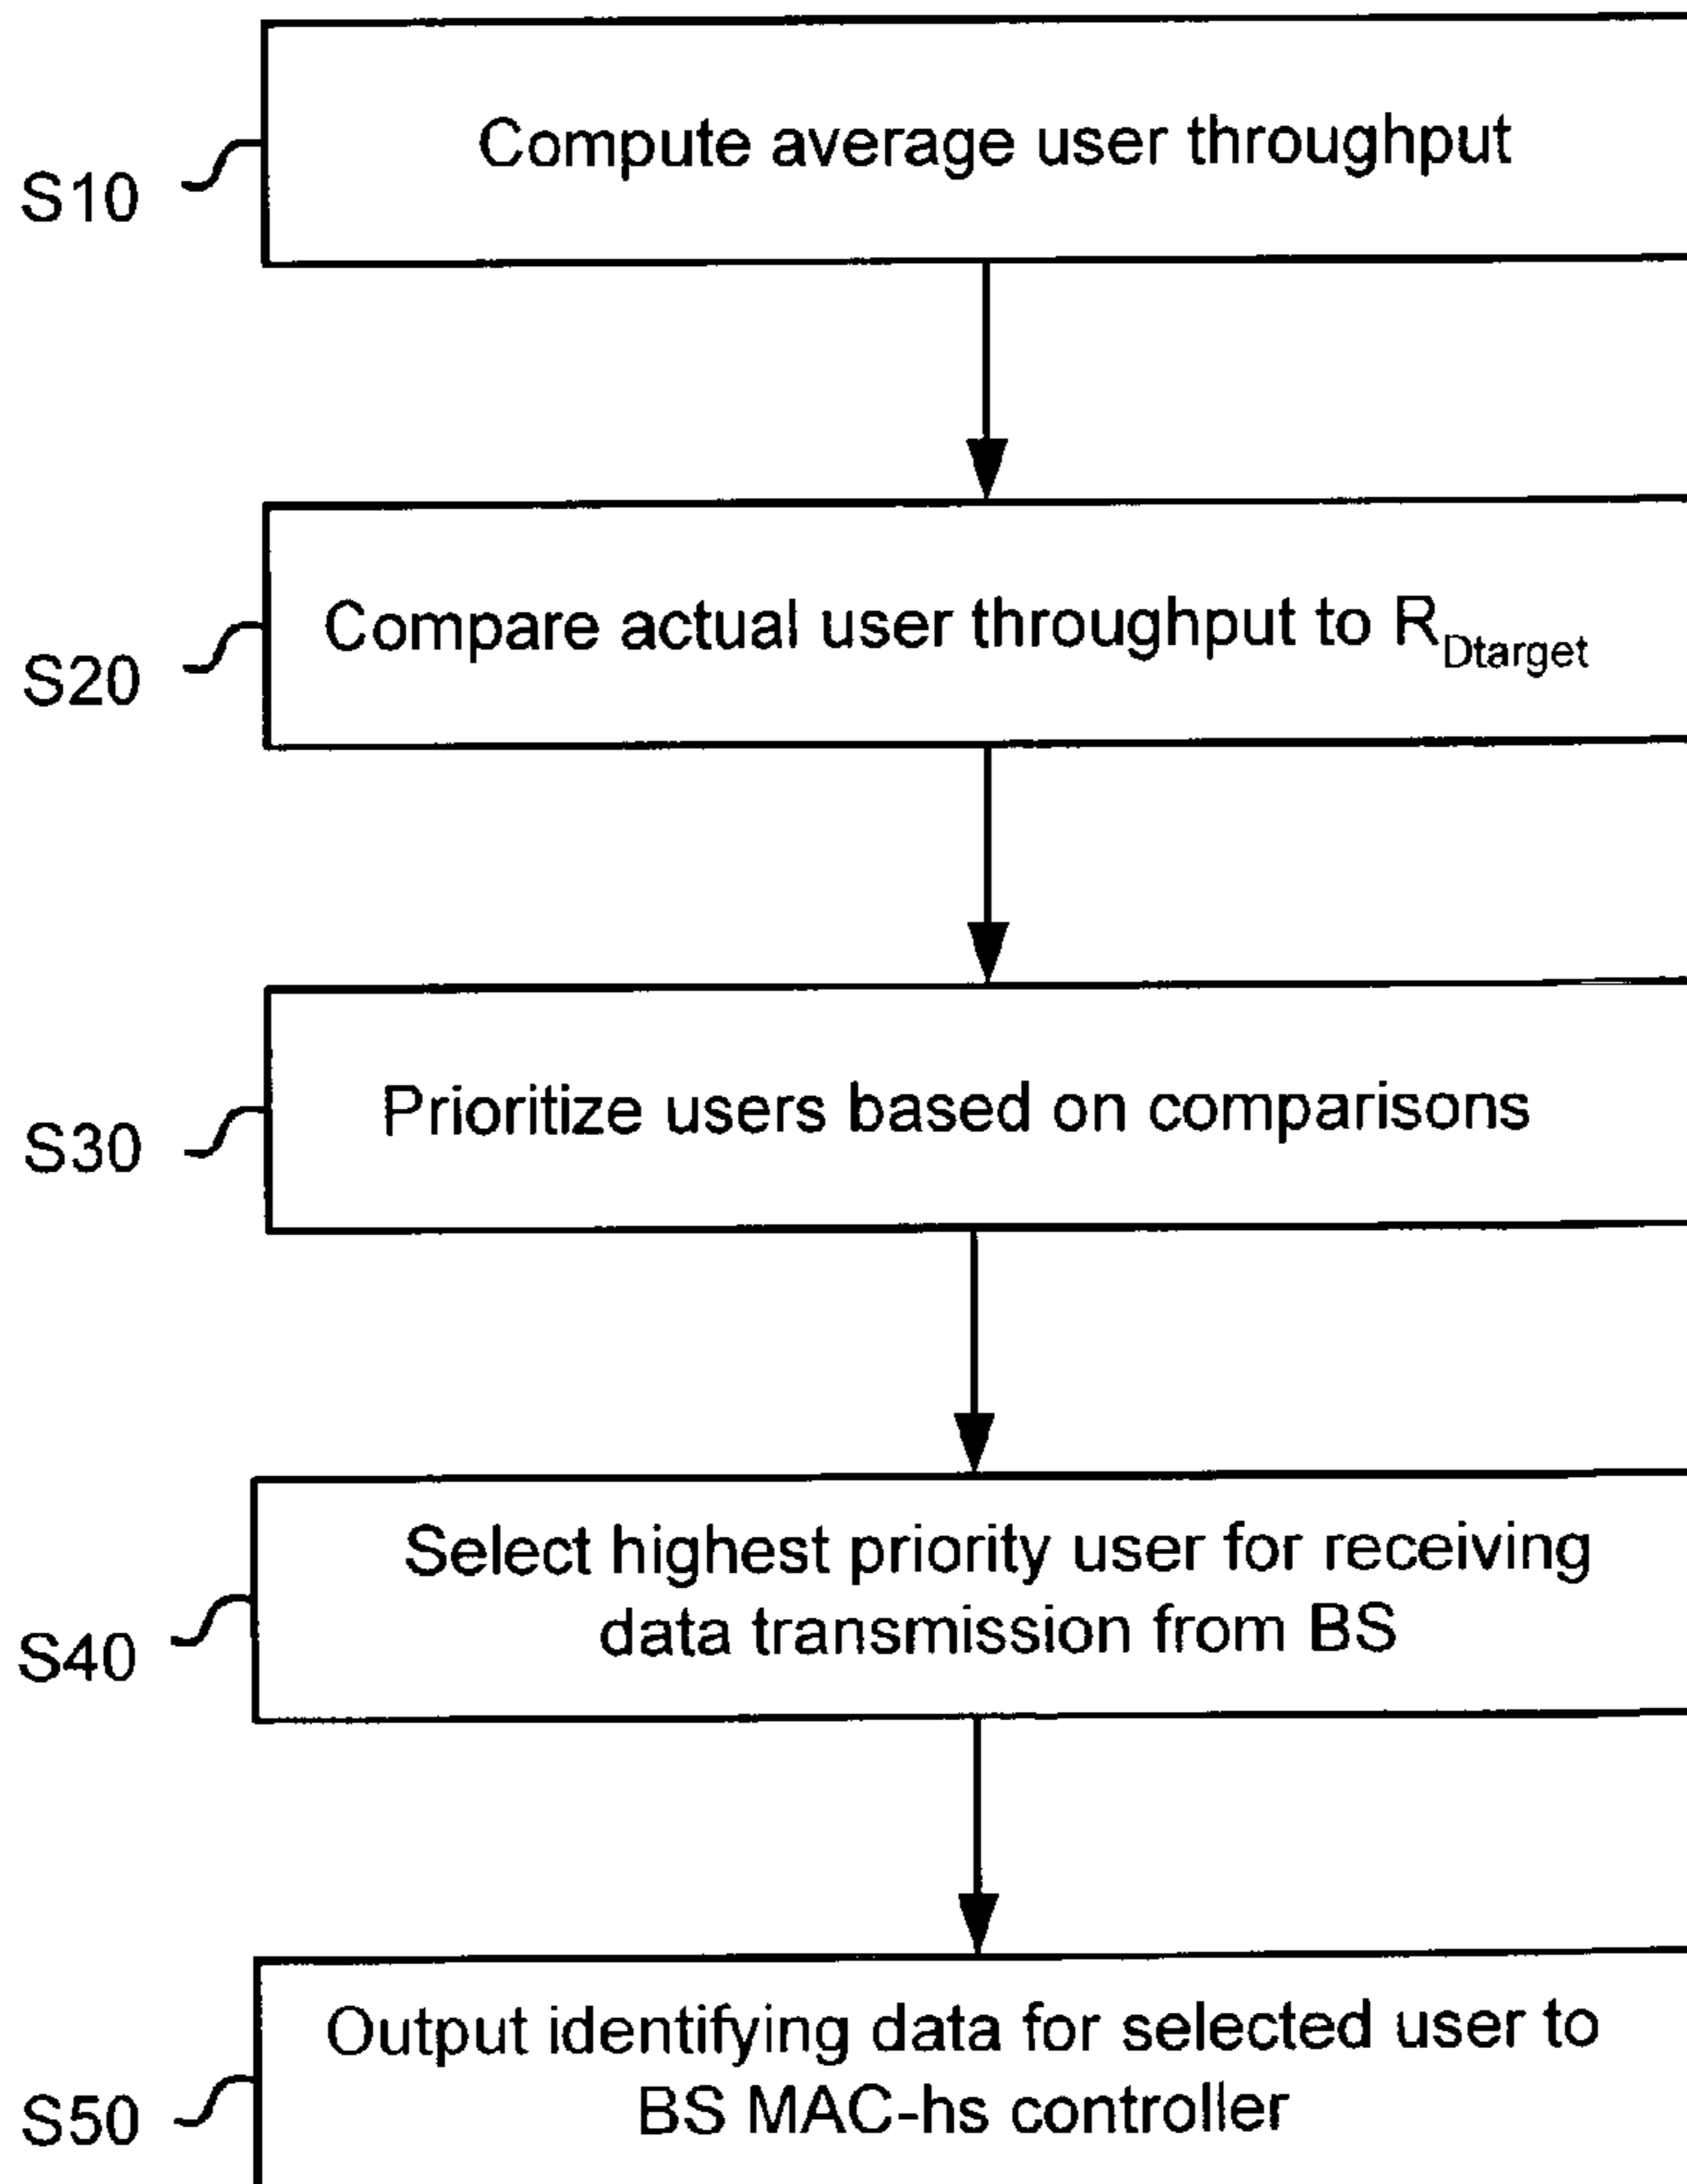 Compute average user throughput
S10
Compare actual user throughput to R_Dtarget
S20
Prioritize users based on comparisons
S30
Select highest priority user for receiving
data transmission from BS
S40
Output identifying data for selected user to
BS MAC-hs controller
S50